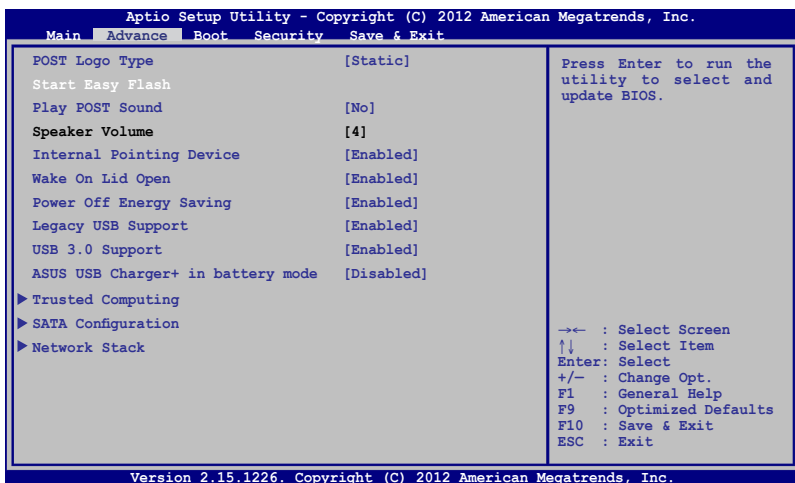 Aptio Setup Utility - Copyright (C) 2012 American Megatrends, Inc.
Main Advance Boot Security Save & Exit
POST Logo Type [Static]
Start Easy Flash
Play POST Sound [No]
Speaker Volume [4]
Internal Pointing Device [Enabled]
Wake On Lid Open [Enabled]
Power Off Energy Saving [Enabled]
Legacy USB Support [Enabled]
USB 3.0 Support [Enabled]
ASUS USB Charger+ in battery mode [Disabled]
Trusted Computing
SATA Configuration
Network Stack
Press Enter to run the
utility to select and
update BIOS.
→← : Select Screen
↑↓ : Select Item
Enter: Select
+/— : Change Opt.
F1 : General Help
F9 : Optimized Defaults
F10 : Save & Exit
ESC : Exit
Version 2.15.1226. Copyright (C) 2012 American Megatrends, Inc.